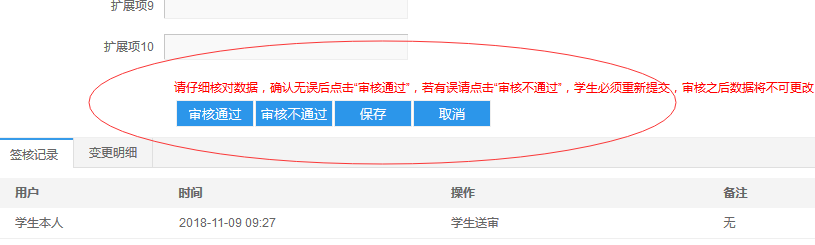 扩展项9
扩展项10
请仔细核对数据，确认无误后点击“审核通过”，若有误请点击“审核不通过”，学生必须重新提交，审核之后数据将不可更改
审核通过 审核不通过 保存 取消
签核记录 变更明细
用户 时间 操作 备注
学生本人 2018-11-09 09:27 学生送审 无